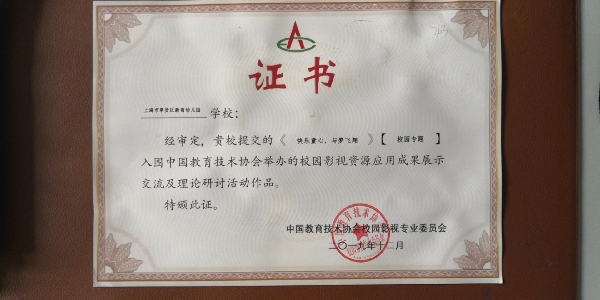 证书
上海市奉贤区新南幼儿园 学校：
经审定，贵校提交的《 快乐童心，与梦飞翔 》【 校园专题 】
入围中国教育技术协会举办的校园影视资源应用成果展示
交流及理论研讨活动作品。
特颁此证。
中国教育技术协会校园影视专业委员会
二〇一九年十二月